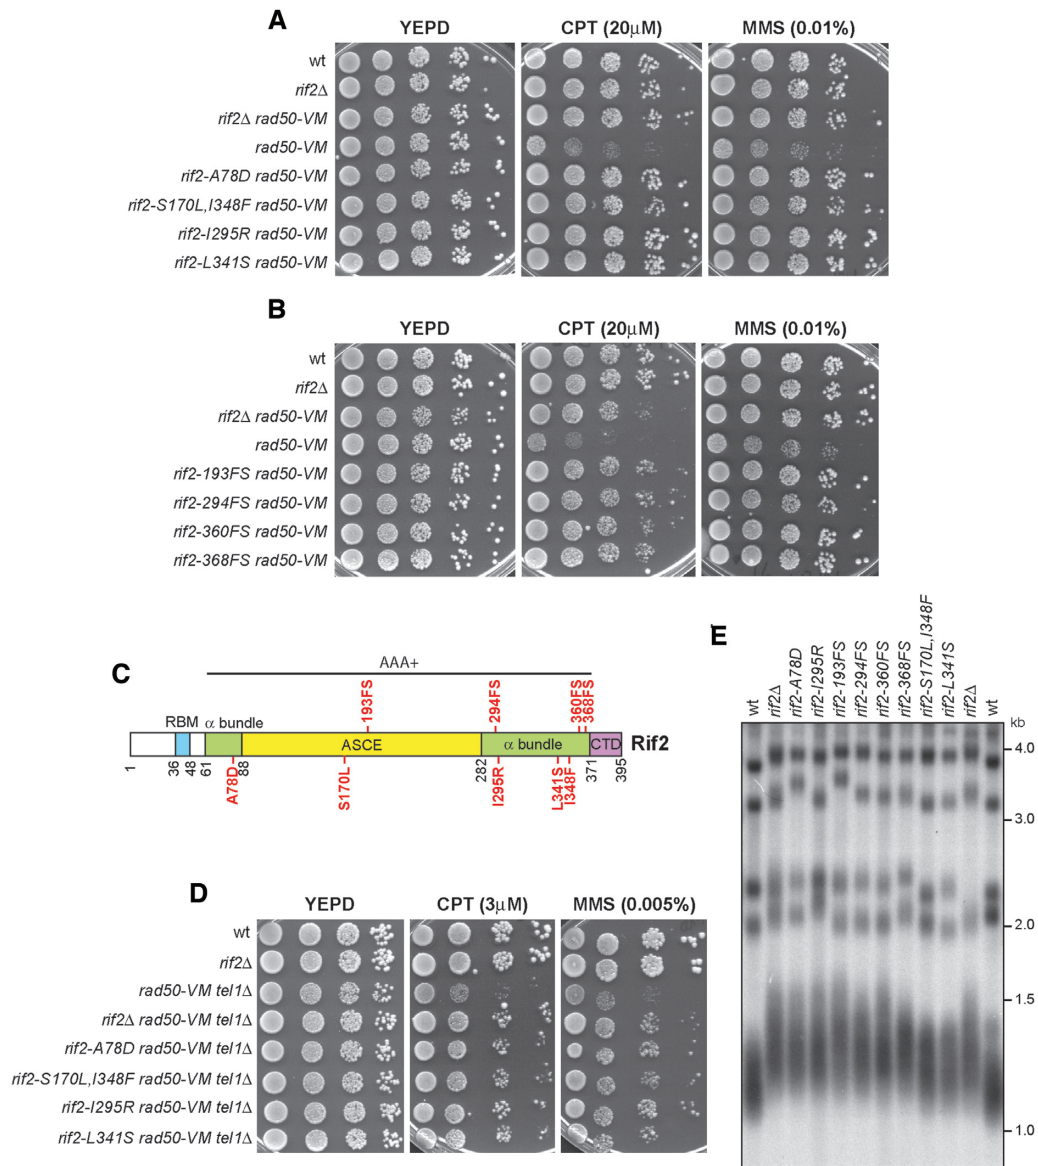 A
YEPD
CPT (20μM)
MMS (0.01%)
wt
rif2Δ
rif2Δ rad50-VM
rad50-VM
rif2-A78D rad50-VM
rif2-S170L,I348F rad50-VM
rif2-I295R rad50-VM
rif2-L341S rad50-VM
B
YEPD
CPT (20μM)
MMS (0.01%)
wt
rif2Δ
rif2Δ rad50-VM
rad50-VM
rif2-193FS rad50-VM
rif2-294FS rad50-VM
rif2-360FS rad50-VM
rif2-368FS rad50-VM
C
AAA+
193FS
294FS
360FS
368FS
RBM
α bundle
ASCE
α bundle
CTD
Rif2
1
36
48
61
88
282
371
395
A78D
S170L
I295R
L341S
I348F
D
YEPD
CPT (3μM)
MMS (0.005%)
wt
rif2Δ
rad50-VM tel1Δ
rif2Δ rad50-VM tel1Δ
rif2-A78D rad50-VM tel1Δ
rif2-S170L,I348F rad50-VM tel1Δ
rif2-I295R rad50-VM tel1Δ
rif2-L341S rad50-VM tel1Δ
E
wt
rif2Δ
rif2-A78D
rif2-I295R
rif2-193FS
rif2-294FS
rif2-360FS
rif2-368FS
rif2-S170L,I348F
rif2-L341S
rif2Δ
wt
kb
4.0
3.0
2.0
1.5
1.0